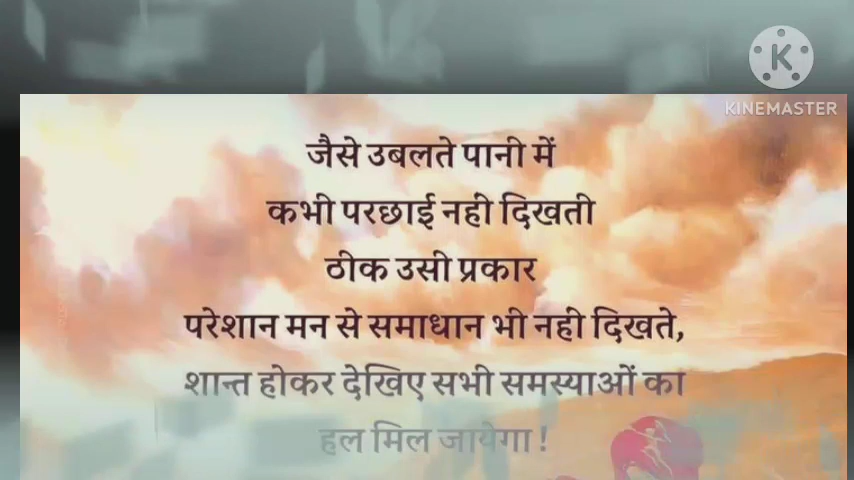 K
KINEMASTER
जैसे उबलते पानी में
कभी परछाई नहीं दिखती
ठीक उसी प्रकार
परेशान मन से समाधान भी नहीं दिखते,
शान्त होकर देखिए सभी समस्याओं का
हल मिल जायेगा!